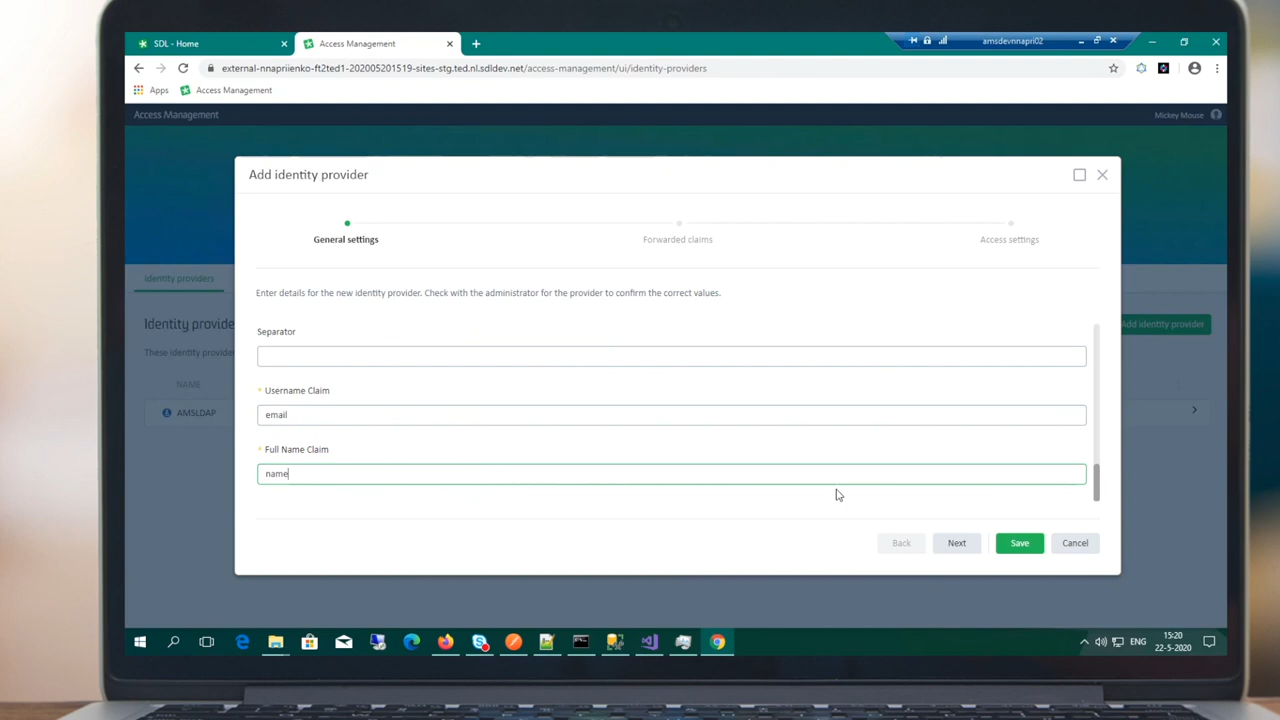 SDL - Home
Access Management
amsdevnnapri02
external-nnapriienko-ft2ted1-202005201519-sites-stg.ted.nl.sdldev.net/access-management/ui/identity-providers
Apps
Access Management
Access Management
Mickey Mouse
Add identity provider
General settings
Forwarded claims
Access settings
Identity providers
Enter details for the new identity provider. Check with the administrator for the provider to confirm the correct values.
Identity provide
Add identity provider
These identity provider
Separator
NAME
AMSLDAP
* Username Claim
email
* Full Name Claim
name
Back
Next
Save
Cancel
ENG
15:20
22-5-2020